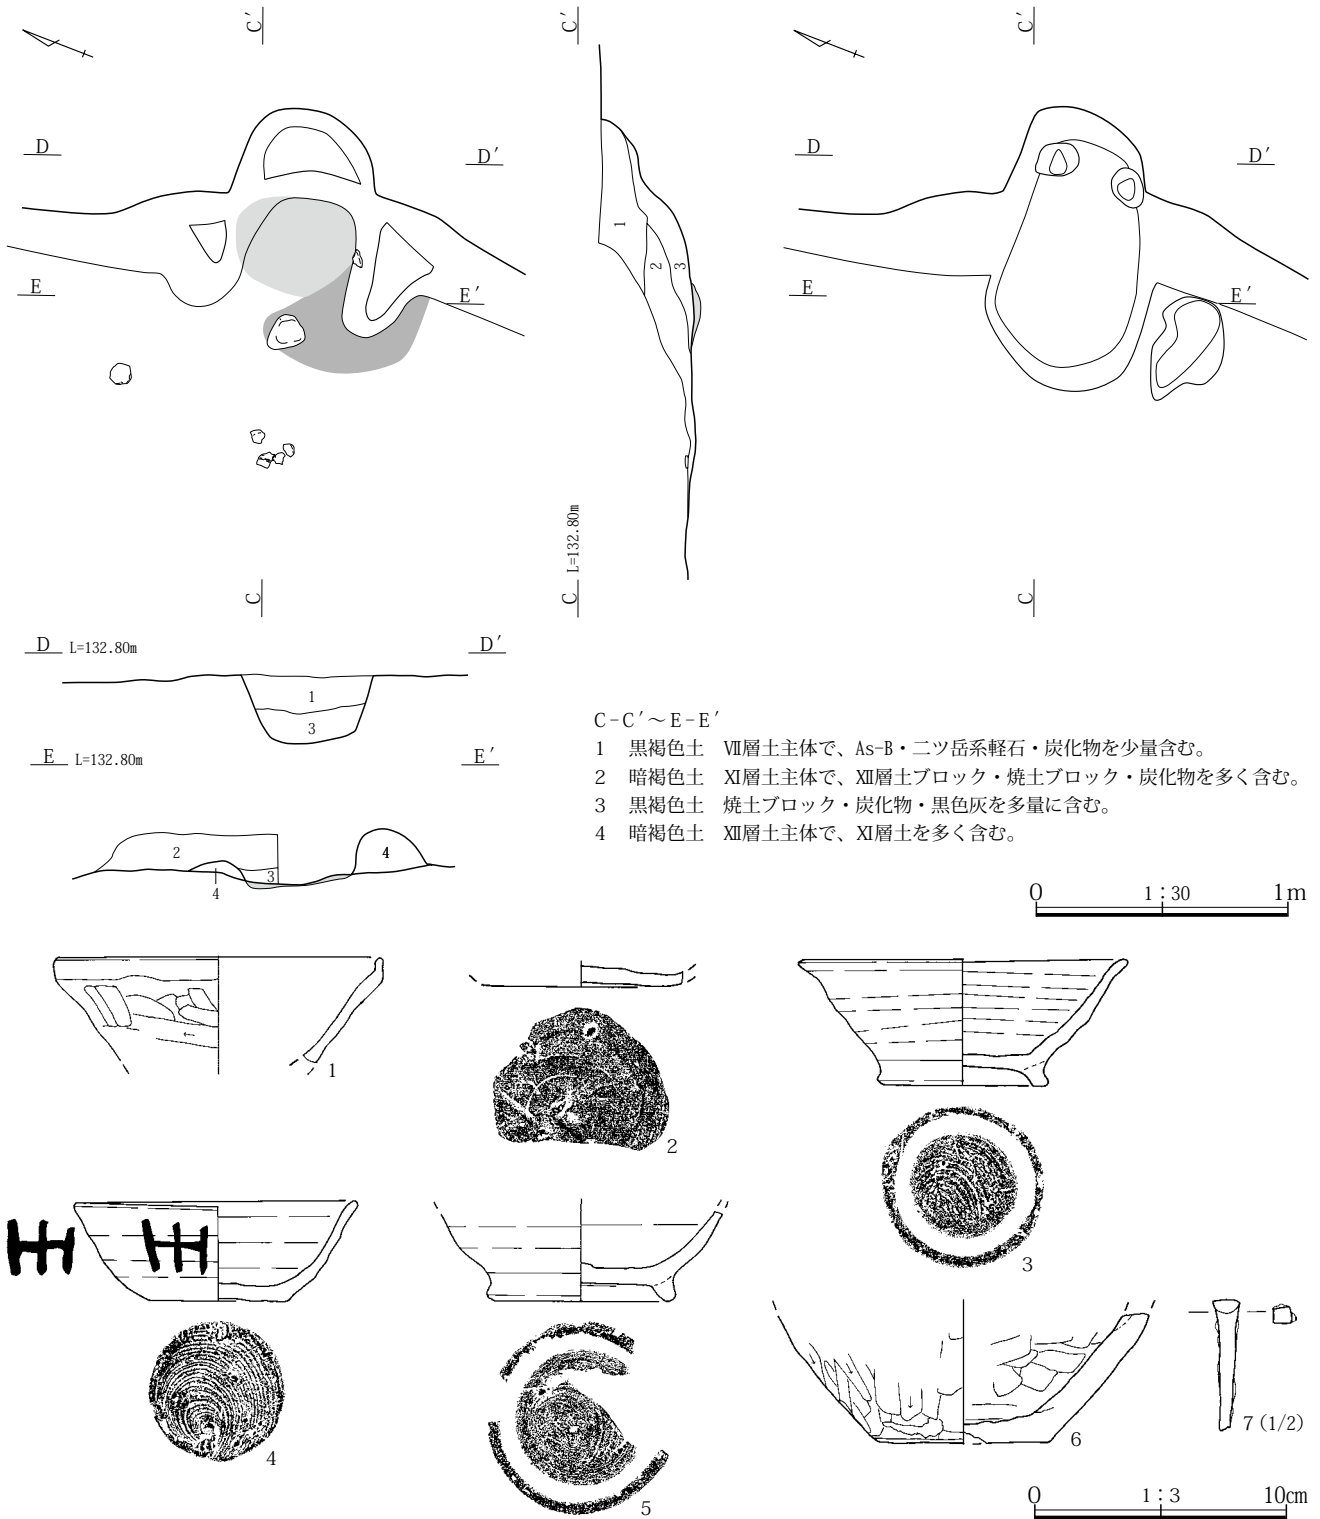 C′
C′
C′
D
D′
D
D′
E
E′
E
E′
1
2
3
L=132.80m
C
C
C
D L=132.80m D′
1
3
E L=132.80m E′
2
4
3
4
C-C′～E-E′
1 黒褐色土 Ⅶ層土主体で、As-B・二ツ岳系軽石・炭化物を少量含む。
2 暗褐色土 Ⅺ層土主体で、Ⅻ層土ブロック・焼土ブロック・炭化物を多く含む。
3 黒褐色土 焼土ブロック・炭化物・黒色灰を多量に含む。
4 暗褐色土 Ⅻ層土主体で、Ⅺ層土を多く含む。
0 1：30 1m
1
2
3
4
5
6
7(1/2)
0 1：3 10cm